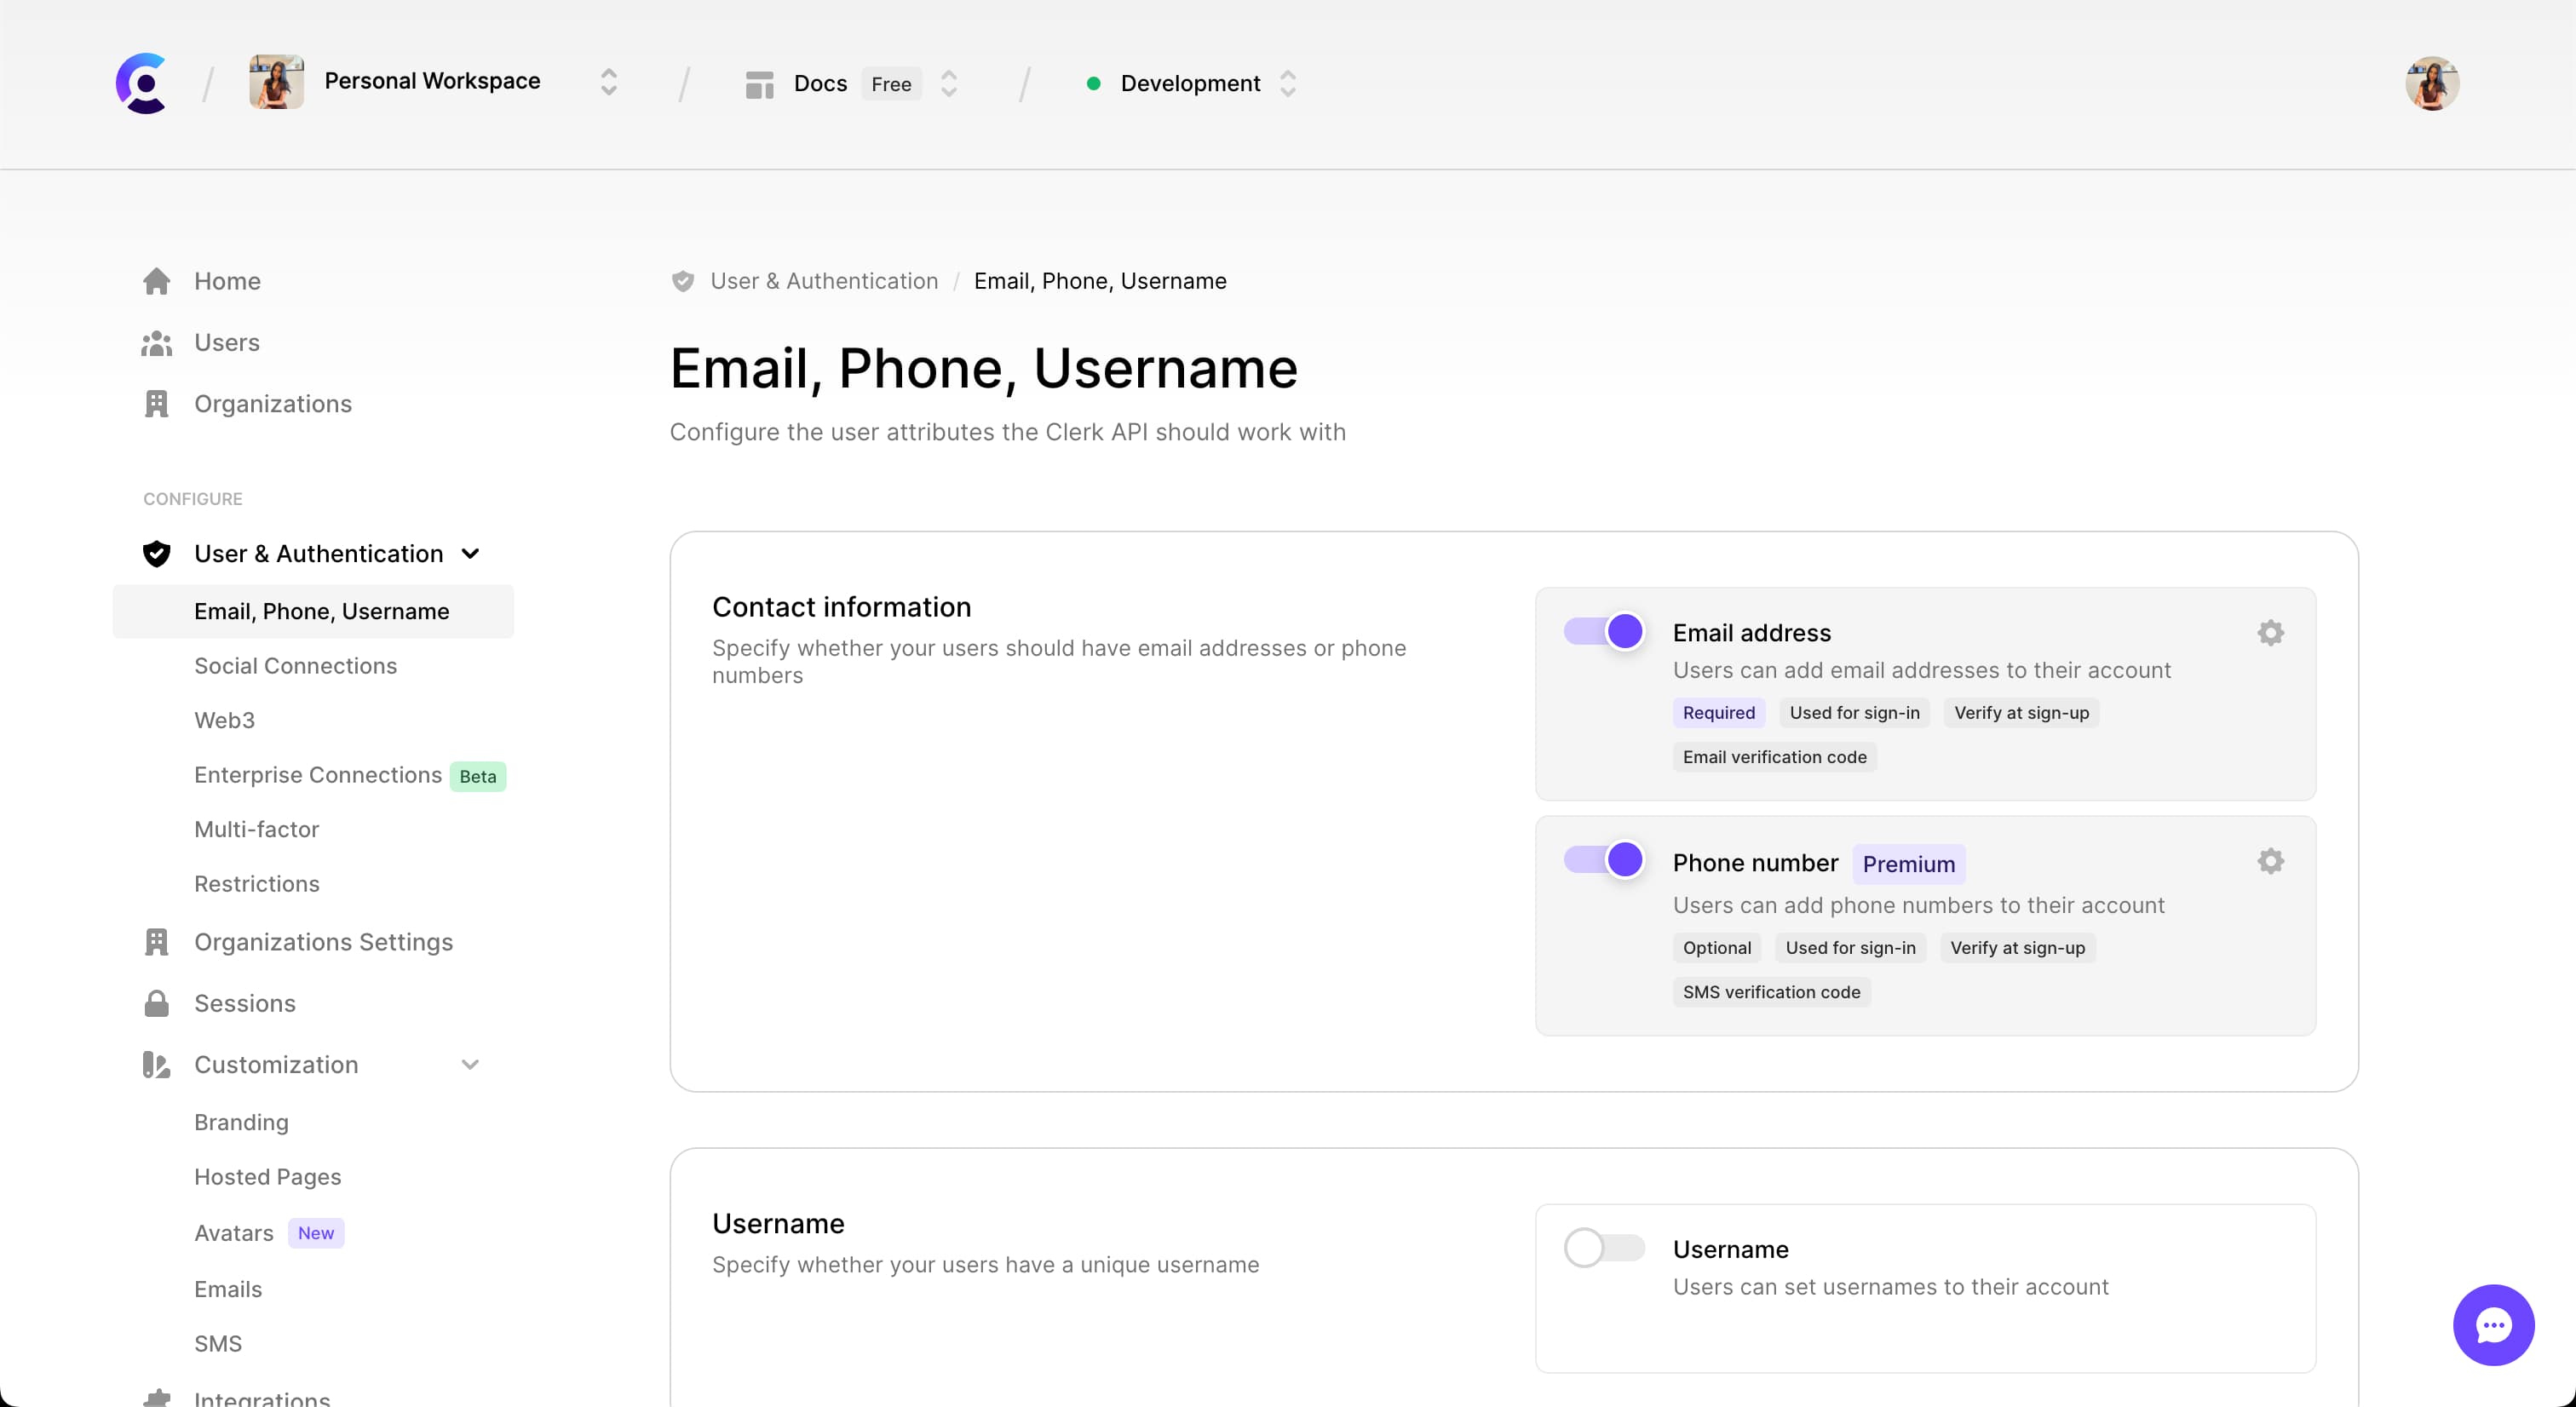 Personal Workspace
Docs Free
Development
Home
Users
Organizations
CONFIGURE
User & Authentication
Email, Phone, Username
Social Connections
Web3
Enterprise Connections Beta
Multi-factor
Restrictions
Organizations Settings
Sessions
Customization
Branding
Hosted Pages
Avatars New
Emails
SMS
Integrations
User & Authentication / Email, Phone, Username
Email, Phone, Username
Configure the user attributes the Clerk API should work with
Contact information
Specify whether your users should have email addresses or phone
numbers
Email address
Users can add email addresses to their account
Required Used for sign-in Verify at sign-up
Email verification code
Phone number Premium
Users can add phone numbers to their account
Optional Used for sign-in Verify at sign-up
SMS verification code
Username
Specify whether your users have a unique username
Username
Users can set usernames to their account